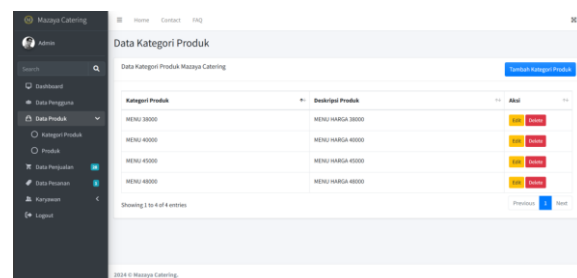 Mazaya Catering
Home Contact FAQ
Admin
Data Kategori Produk
Search
Data Kategori Produk Mazaya Catering
Tambah Kategori Produk
Dashboard
Data Pengguna
Data Produk
Kategori Produk
Produk
Data Penjualan
Data Pesanan
Karyawan
Logout
Kategori Produk Deskripsi Produk Aksi
MENU 38000 MENU HARGA 38000 Edit Delete
MENU 40000 MENU HARGA 40000 Edit Delete
MENU 45000 MENU HARGA 45000 Edit Delete
MENU 48000 MENU HARGA 48000 Edit Delete
Showing 1 to 4 of 4 entries
Previous 1 Next
2024 © Mazaya Catering.